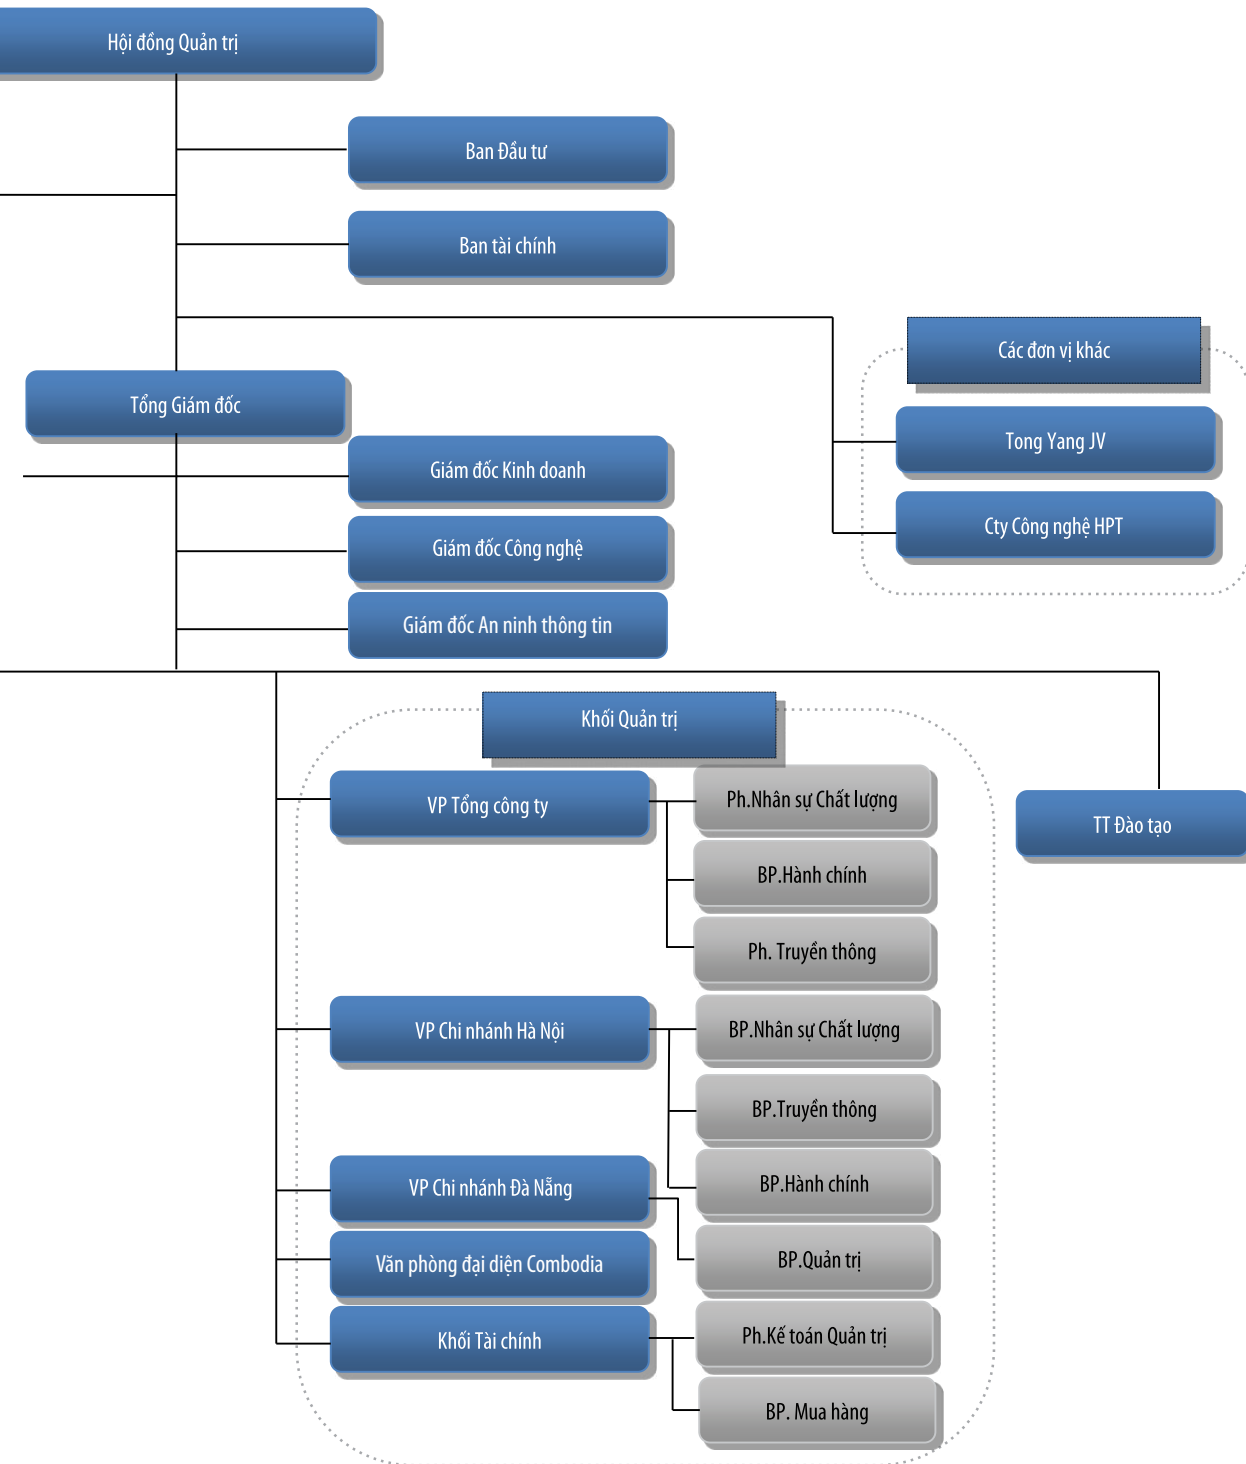 Hội đồng Quản trị
Ban Đầu tư
Ban tài chính
Các đơn vị khác
Tổng Giám đốc
Tong Yang JV
Giám đốc Kinh doanh
Cty Công nghệ HPT
Giám đốc Công nghệ
Giám đốc An ninh thông tin
Khối Quản trị
VP Tổng công ty
Ph.Nhân sự Chất lượng
TT Đào tạo
BP.Hành chính
Ph. Truyền thông
VP Chi nhánh Hà Nội
BP.Nhân sự Chất lượng
BP.Truyền thông
BP.Hành chính
VP Chi nhánh Đà Nẵng
BP.Quản trị
Văn phòng đại diện Combodia
Khối Tài chính
Ph.Kế toán Quản trị
BP. Mua hàng